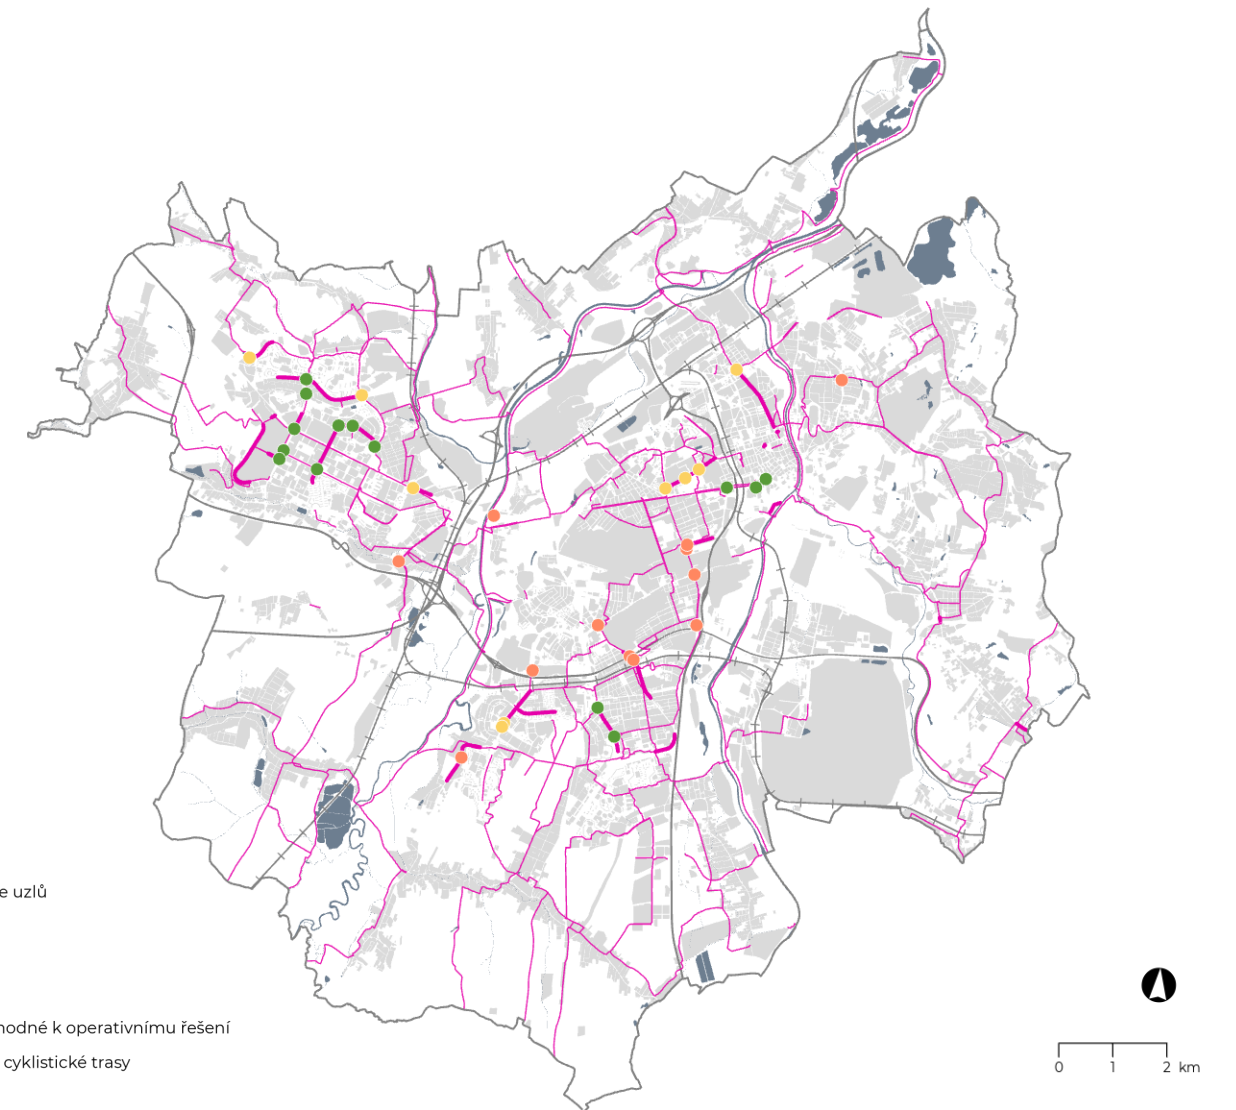 e uzlů
hodné k operativnímu řešení
cyklistické trasy
0 1 2 km